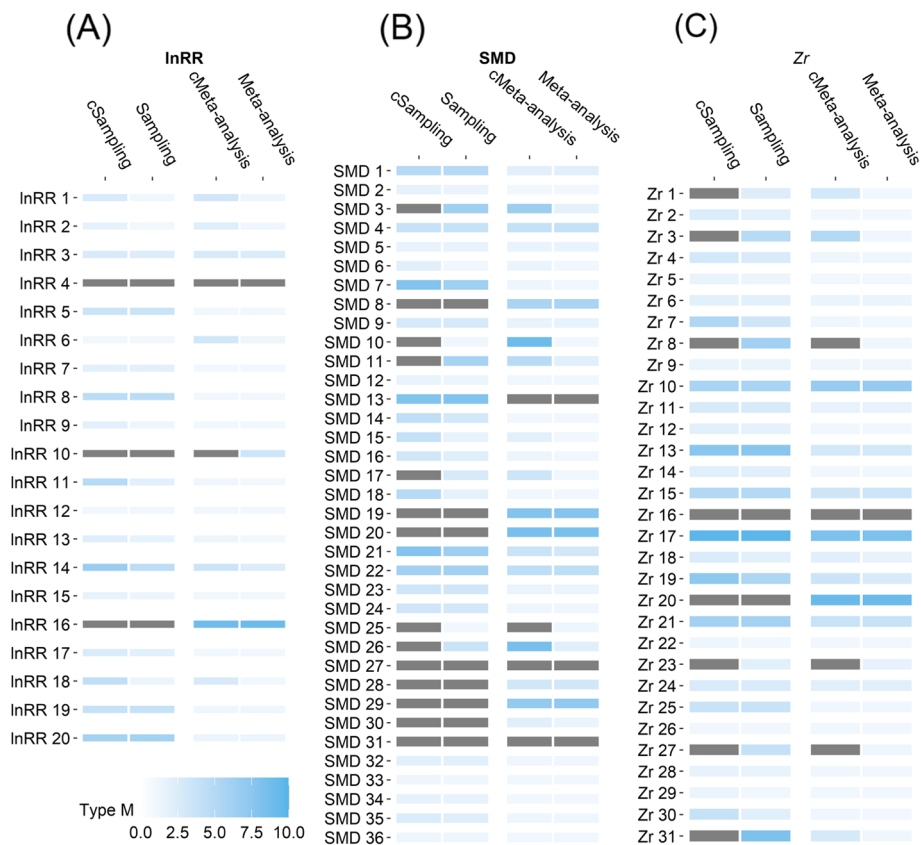 (A)
lnRR
cSampling
Sampling
cMeta-analysis
Meta-analysis
lnRR 1
lnRR 2
lnRR 3
lnRR 4
lnRR 5
lnRR 6
lnRR 7
lnRR 8
lnRR 9
lnRR 10
lnRR 11
lnRR 12
lnRR 13
lnRR 14
lnRR 15
lnRR 16
lnRR 17
lnRR 18
lnRR 19
lnRR 20
Type M
0.0 2.5 5.0 7.5 10.0
(B)
SMD
cSampling
Sampling
cMeta-analysis
Meta-analysis
SMD 1
SMD 2
SMD 3
SMD 4
SMD 5
SMD 6
SMD 7
SMD 8
SMD 9
SMD 10
SMD 11
SMD 12
SMD 13
SMD 14
SMD 15
SMD 16
SMD 17
SMD 18
SMD 19
SMD 20
SMD 21
SMD 22
SMD 23
SMD 24
SMD 25
SMD 26
SMD 27
SMD 28
SMD 29
SMD 30
SMD 31
SMD 32
SMD 33
SMD 34
SMD 35
SMD 36
(C)
Zr
cSampling
Sampling
cMeta-analysis
Meta-analysis
Zr 1
Zr 2
Zr 3
Zr 4
Zr 5
Zr 6
Zr 7
Zr 8
Zr 9
Zr 10
Zr 11
Zr 12
Zr 13
Zr 14
Zr 15
Zr 16
Zr 17
Zr 18
Zr 19
Zr 20
Zr 21
Zr 22
Zr 23
Zr 24
Zr 25
Zr 26
Zr 27
Zr 28
Zr 29
Zr 30
Zr 31